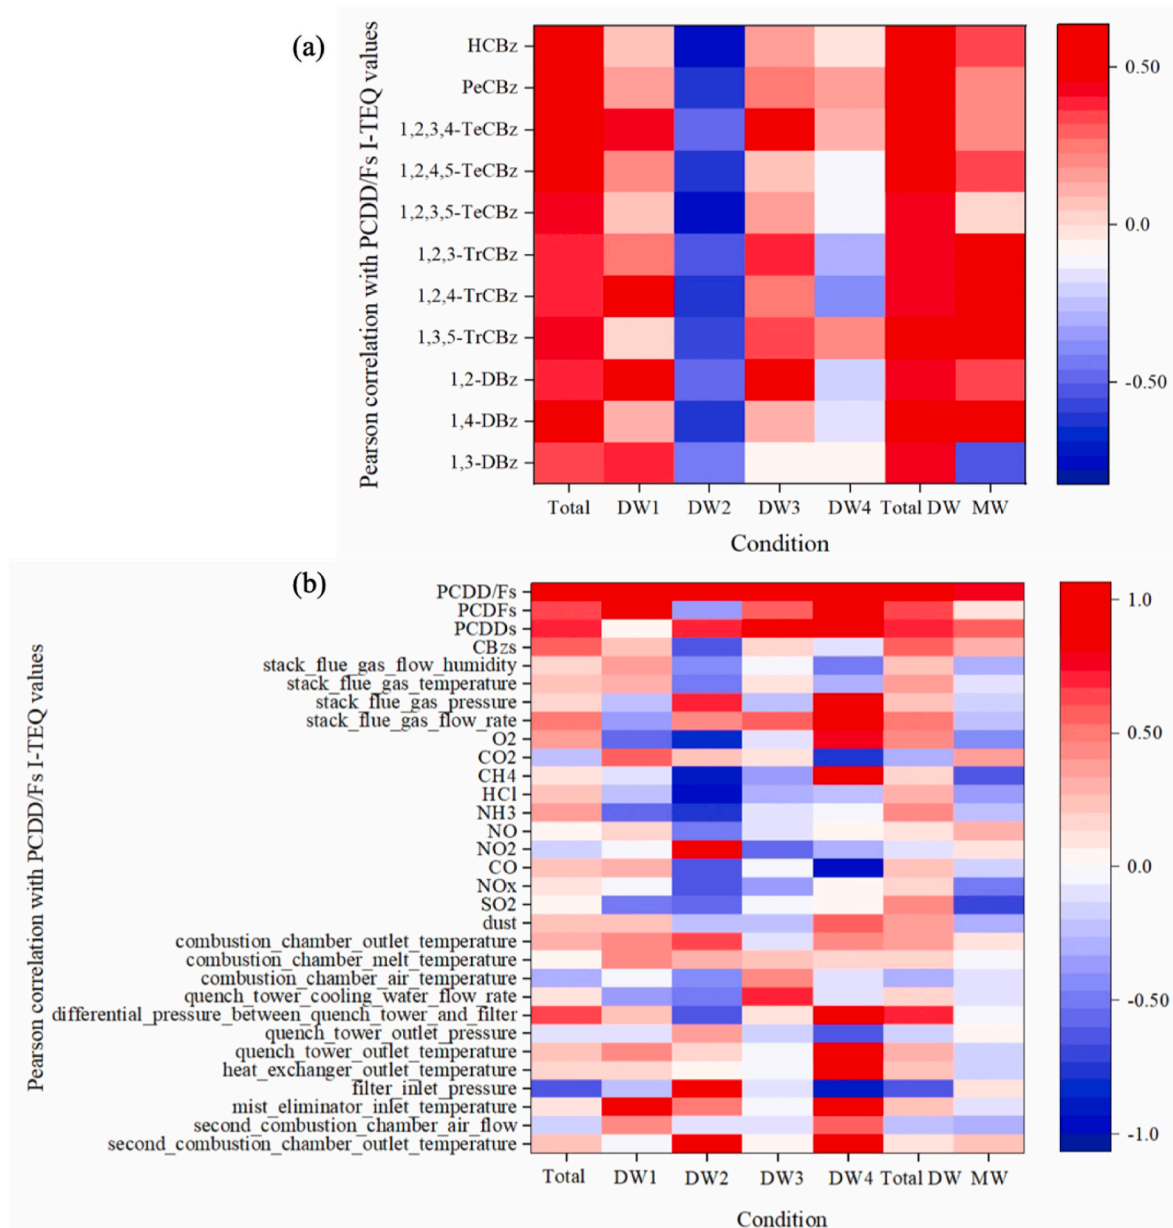 (a)
Pearson correlation with PCDD/Fs I-TEQ values
HCBz
PeCBz
1,2,3,4-TeCBz
1,2,4,5-TeCBz
1,2,3,5-TeCBz
1,2,3-TrCBz
1,2,4-TrCBz
1,3,5-TrCBz
1,2-DBz
1,4-DBz
1,3-DBz
Total DW1 DW2 DW3 DW4 Total DW MW
Condition
0.50
0.0
-0.50
(b)
Pearson correlation with PCDD/Fs I-TEQ values
PCDD/Fs
PCDFs
PCDDs
CBzs
stack_flue_gas_flow_humidity
stack_flue_gas_temperature
stack_flue_gas_pressure
stack_flue_gas_flow_rate
O2
CO2
CH4
HCl
NH3
NO
NO2
CO
NOx
SO2
dust
combustion_chamber_outlet_temperature
combustion_chamber_melt_temperature
combustion_chamber_air_temperature
quench_tower_cooling_water_flow_rate
differential_pressure_between_quench_tower_and_filter
quench_tower_outlet_pressure
quench_tower_outlet_temperature
heat_exchanger_outlet_temperature
filter_inlet_pressure
mist_eliminator_inlet_temperature
second_combustion_chamber_air_flow
second_combustion_chamber_outlet_temperature
Total DW1 DW2 DW3 DW4 Total DW MW
Condition
1.0
0.50
0.0
-0.50
-1.0